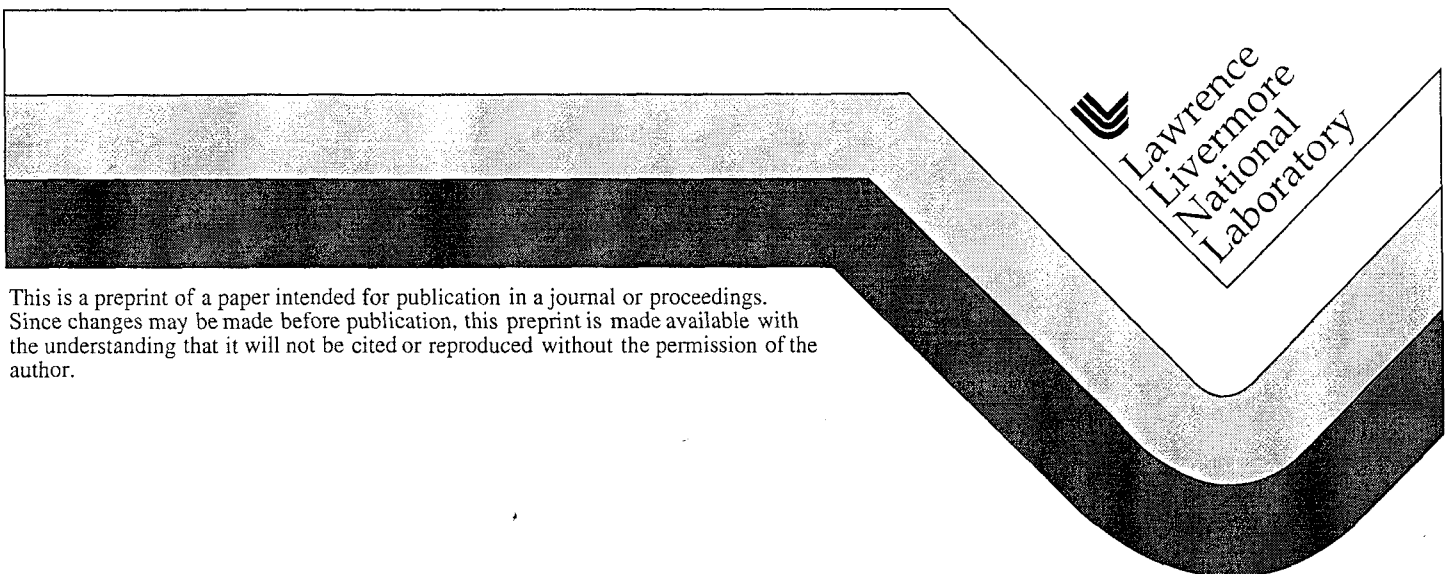 Lawrence
Livermore
National
Laboratory
This is a preprint of a paper intended for publication in a journal or proceedings.
Since changes may be made before publication, this preprint is made available with
the understanding that it will not be cited or reproduced without the permission of the
author.